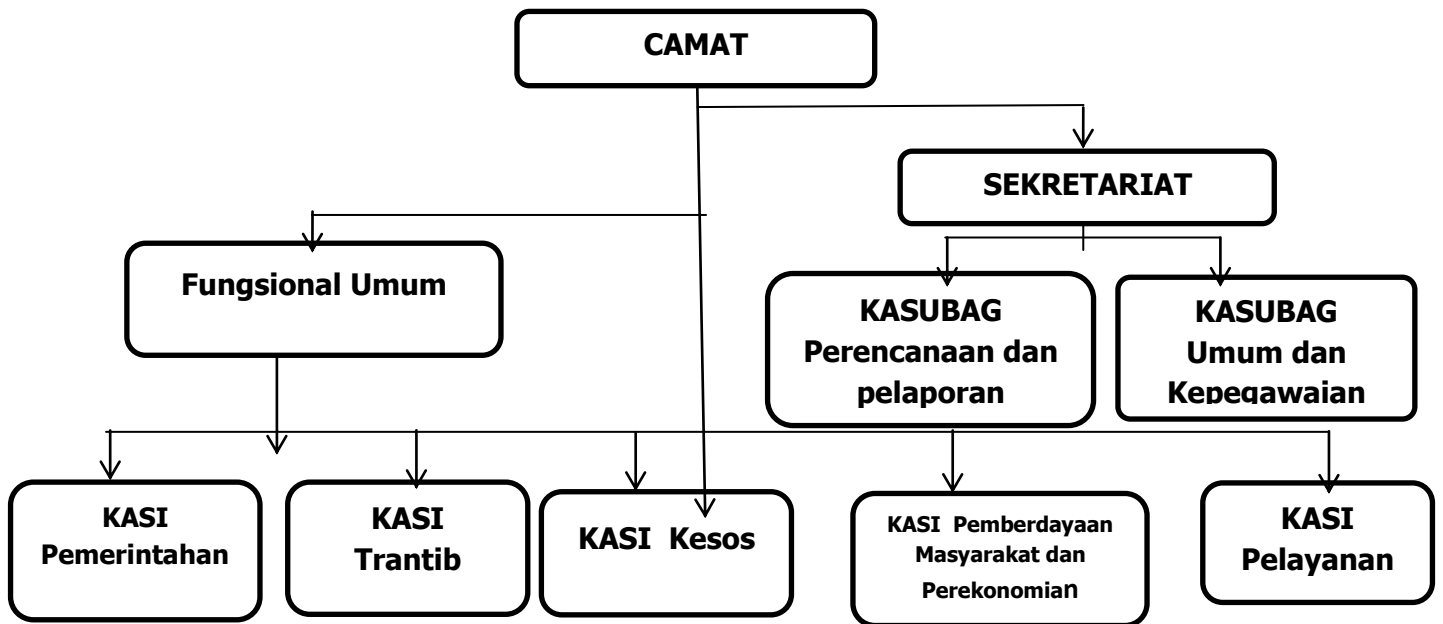 CAMAT
SEKRETARIAT
Fungsional Umum
KASUBAG
Perencanaan dan
pelaporan
KASUBAG
Umum dan
Kepegawaian
KASI
Pemerintahan
KASI
Trantib
KASI Kesos
KASI Pemberdayaan
Masyarakat dan
Perekonomian
KASI
Pelayanan